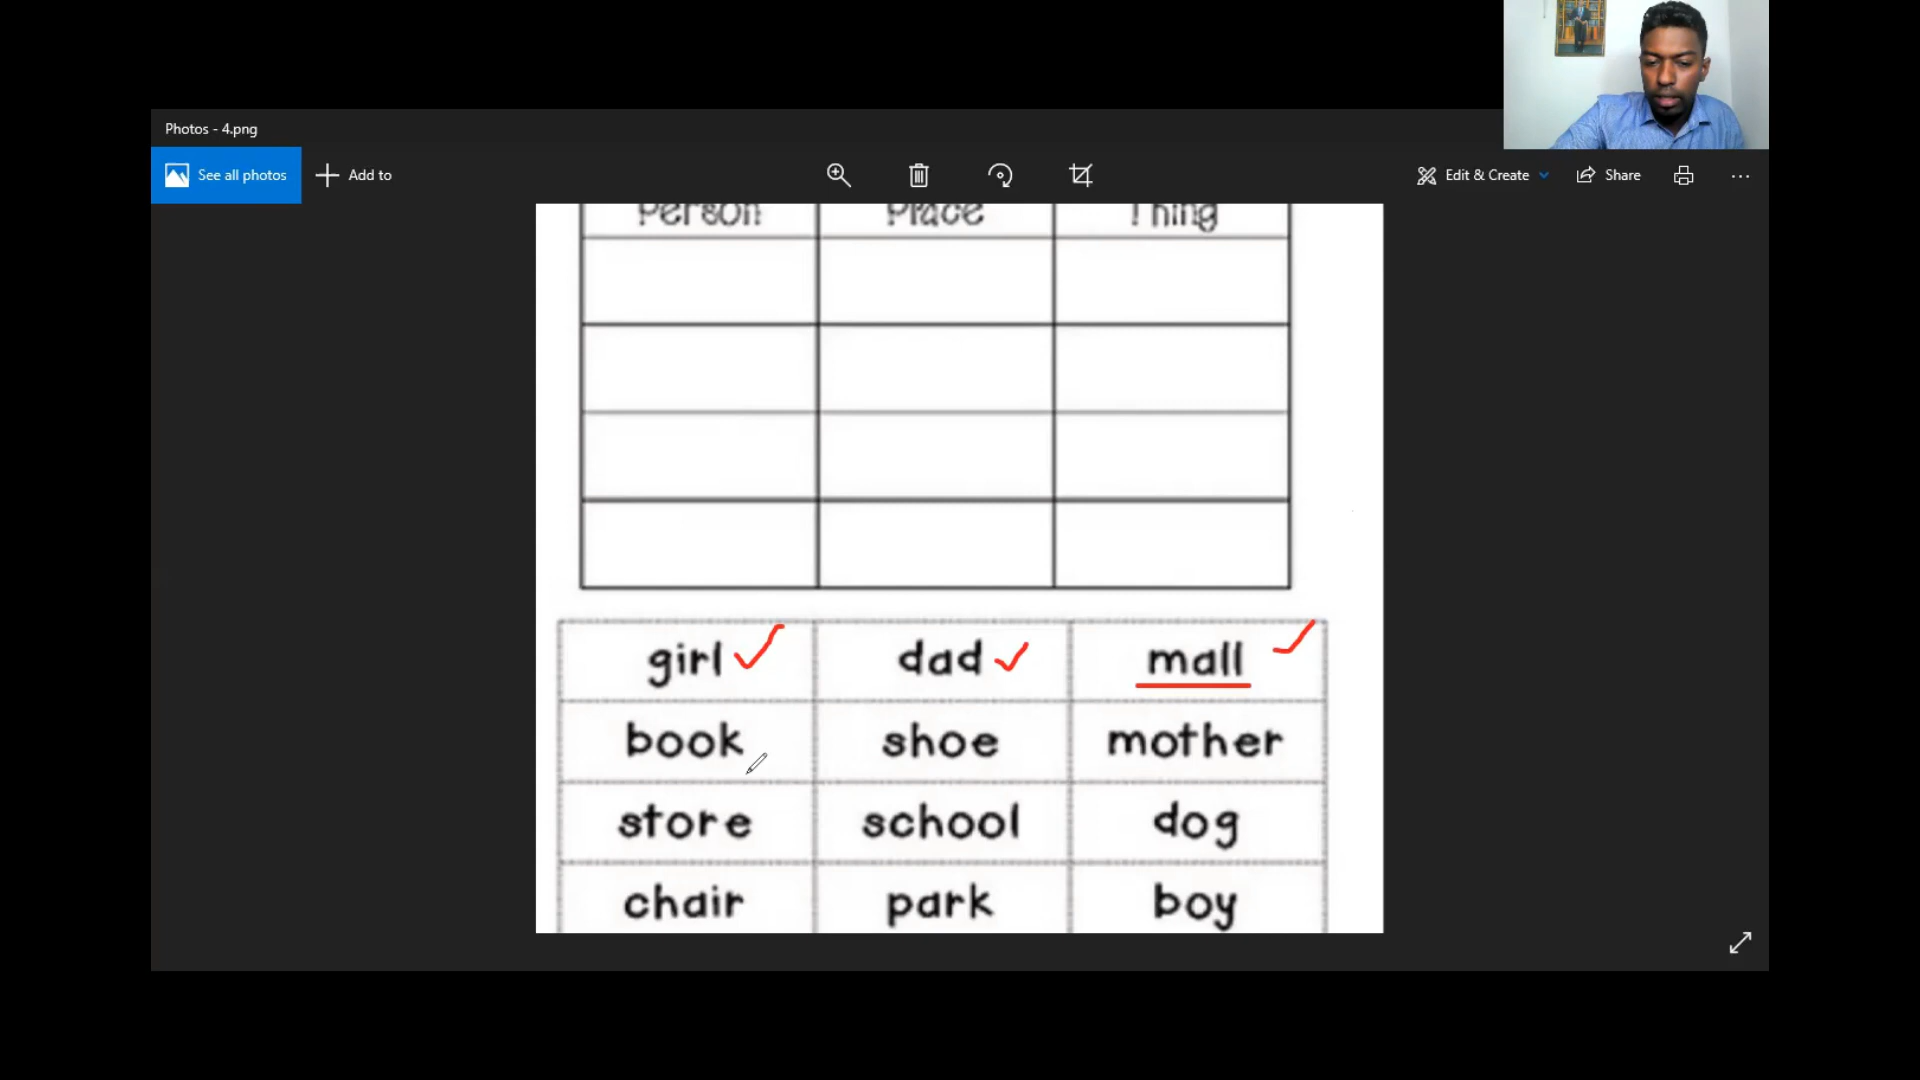 Photos - 4.png
See all photos
Add to
Edit & Create
Share
Person Place Thing
girl dad mall
book shoe mother
store school dog
chair park boy